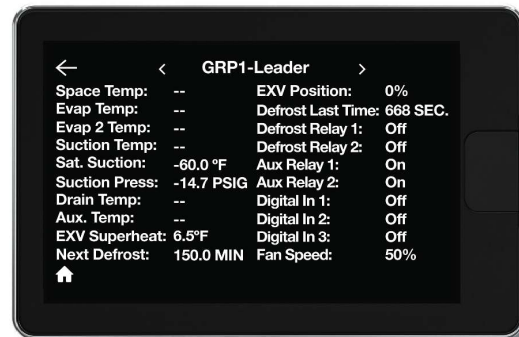 GRP1-Leader
Space Temp: -- EXV Position: 0%
Evap Temp: -- Defrost Last Time: 668 SEC.
Evap 2 Temp: -- Defrost Relay 1: Off
Suction Temp: -- Defrost Relay 2: Off
Sat. Suction: -60.0 ºF Aux Relay 1: On
Suction Press: -14.7 PSIG Aux Relay 2: On
Drain Temp: -- Digital In 1: Off
Aux. Temp: -- Digital In 2: Off
EXV Superheat: 6.5ºF Digital In 3: Off
Next Defrost: 150.0 MIN Fan Speed: 50%